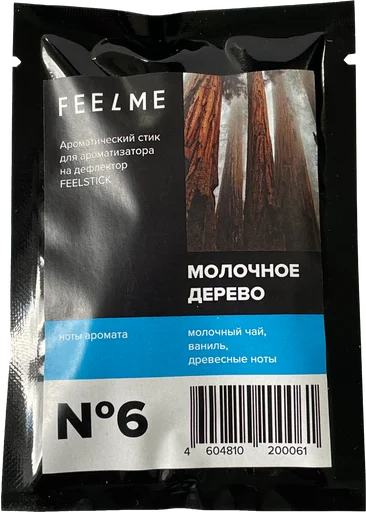 FEELME
Ароматический стик
для ароматизатора
на дефлектор
FEELSTICK
МОЛОЧНОЕ
ДЕРЕВО
ноты аромата
молочный чай,
ваниль,
древесные ноты
№6
4 604810 200061